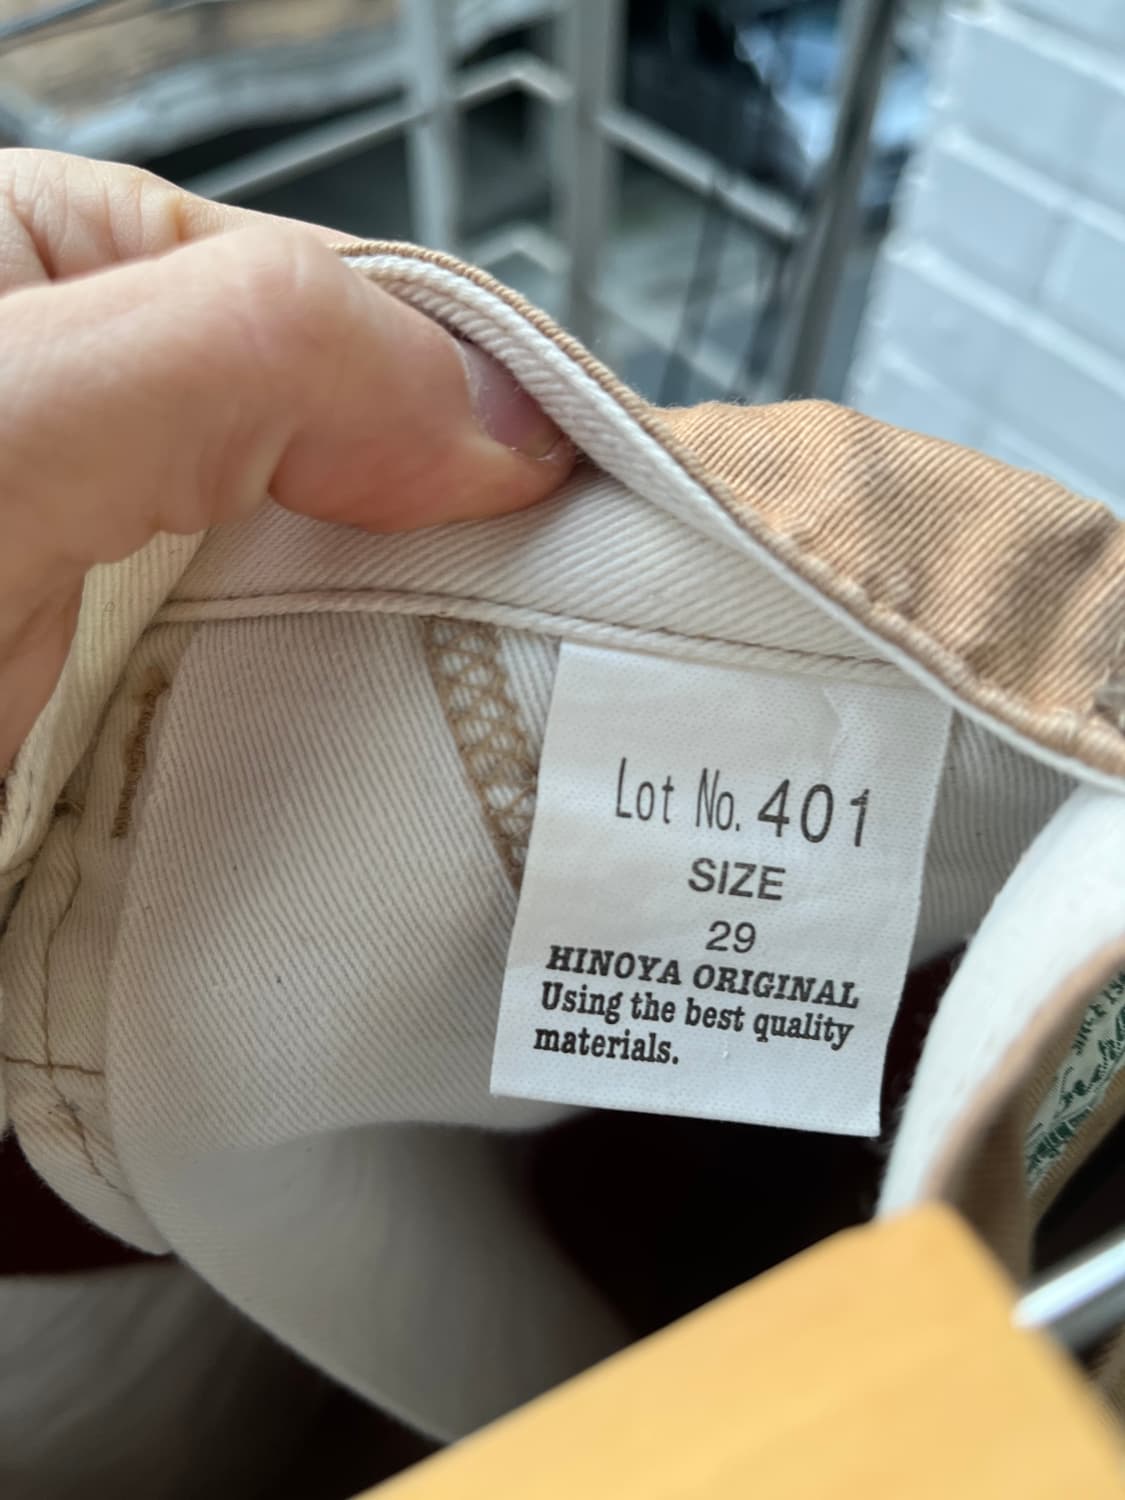 Lot No. 401
SIZE
29
HINOYA ORIGINAL
Using the best quality
materials.